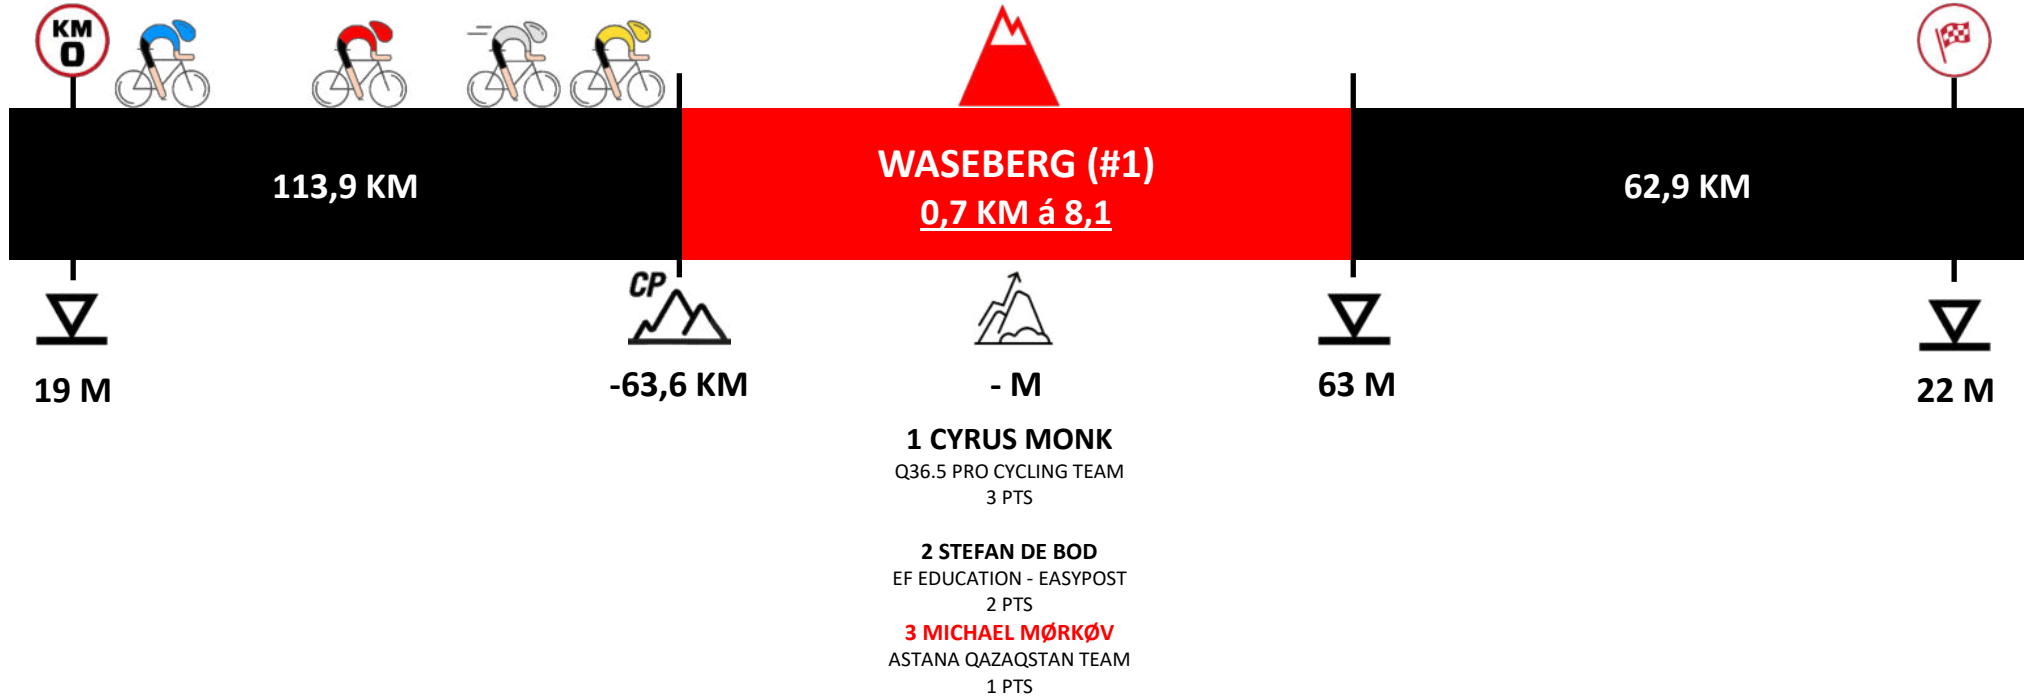 KM
0
113,9 KM
WASEBERG (#1)
0,7 KM á 8,1
62,9 KM
CP
19 M
-63,6 KM
- M
63 M
22 M
1 CYRUS MONK
Q36.5 PRO CYCLING TEAM
3 PTS
2 STEFAN DE BOD
EF EDUCATION - EASYPOST
2 PTS
3 MICHAEL MØRKØV
ASTANA QAZAQSTAN TEAM
1 PTS